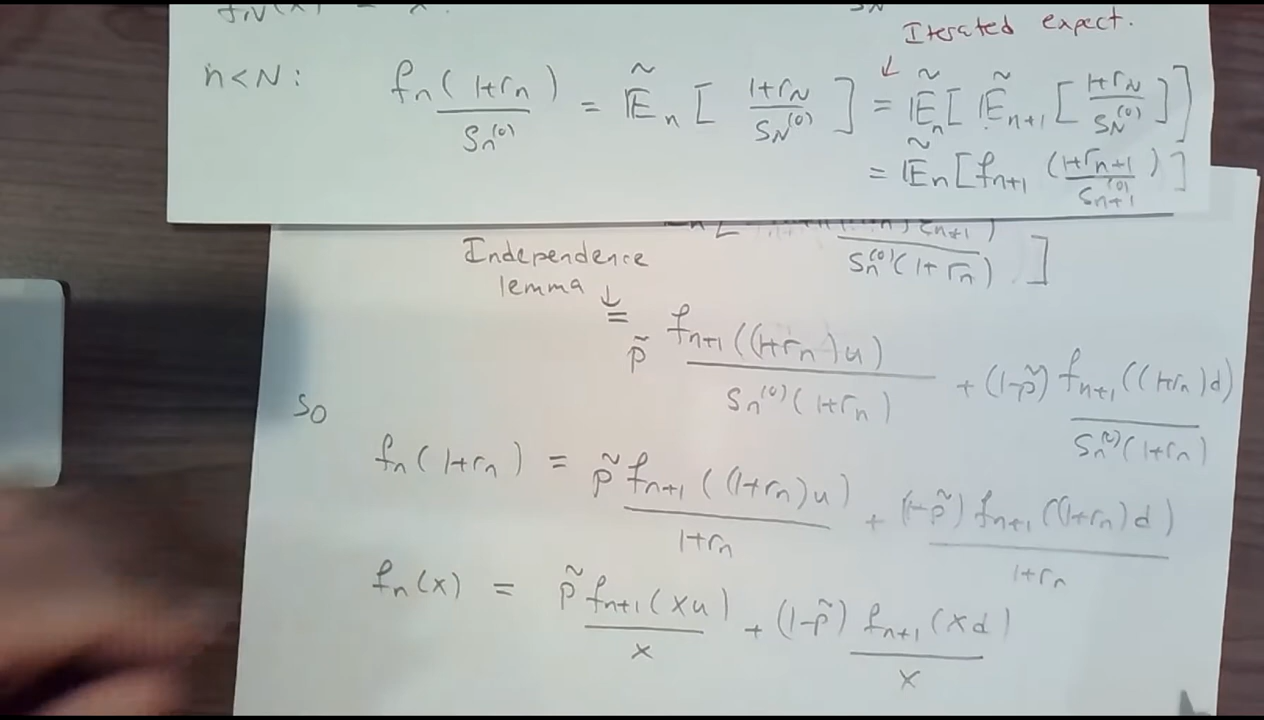 Iterated expect.
n<N: fn(1+rn)/Sn^(0) = Ẽn[ (1+rN)/SN^(0) ] = Ẽn[ Ẽn+1[ (1+rN)/SN^(0) ] ]
= Ẽn[fn+1 (1+rn+1)/Sn+1^(0) ]
Sn^(0)(1+rn) ]
Independence
lemma ↓
= p̃ fn+1((1+rn)u)/Sn^(0)(1+rn) + (1-p̃) fn+1((1+rn)d)/Sn^(0)(1+rn)
so
fn(1+rn) = p̃ fn+1((1+rn)u)/1+rn + (1-p̃) fn+1((1+rn)d)/1+rn
fn(x) = p̃ fn+1(xu)/x + (1-p̃) fn+1(xd)/x